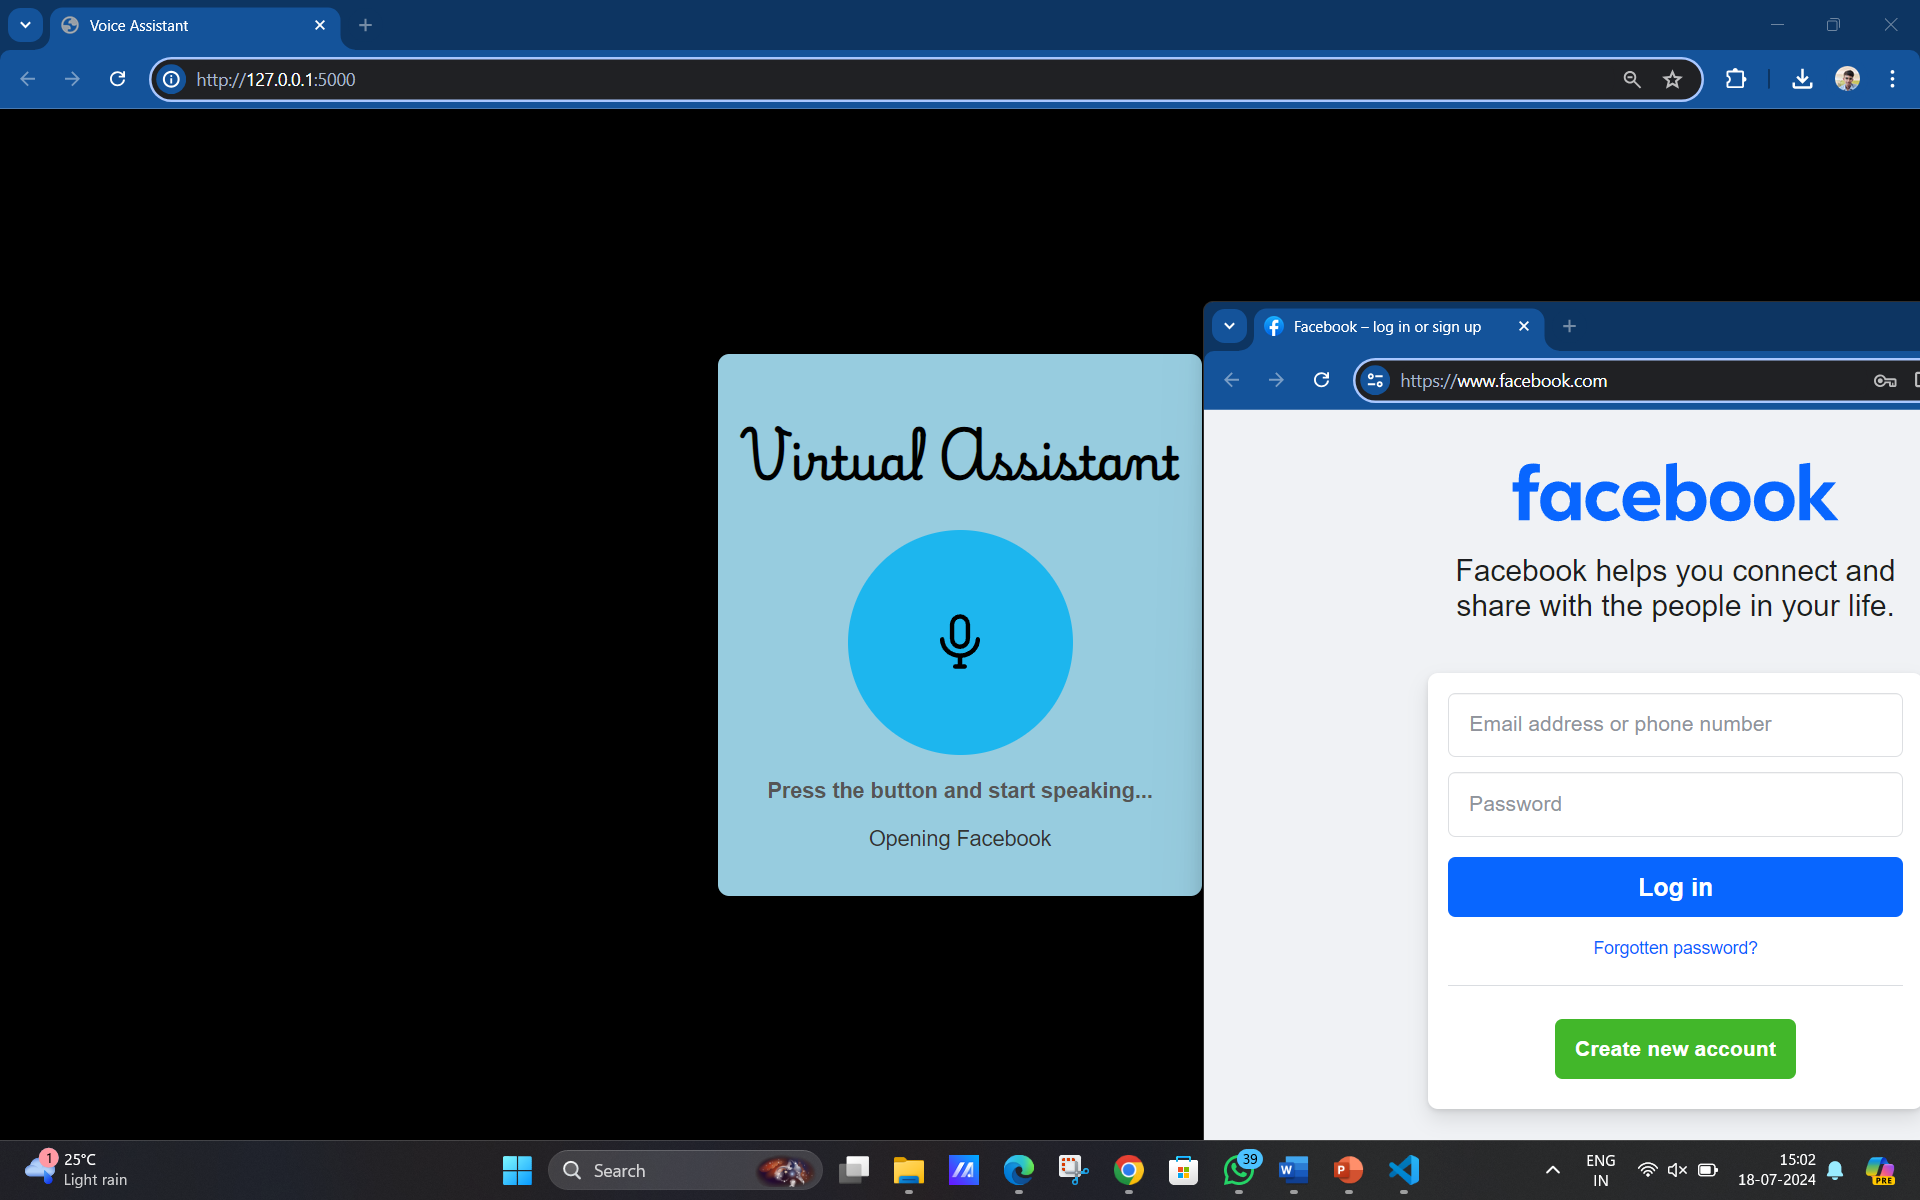 Voice Assistant
http://127.0.0.1:5000
Facebook – log in or sign up
https://www.facebook.com
Virtual Assistant
Press the button and start speaking...
Opening Facebook
facebook
Facebook helps you connect and
share with the people in your life.
Email address or phone number
Password
Log in
Forgotten password?
Create new account
1
25°C
Light rain
Search
39
W
P
ENG
IN
15:02
18-07-2024
PRE